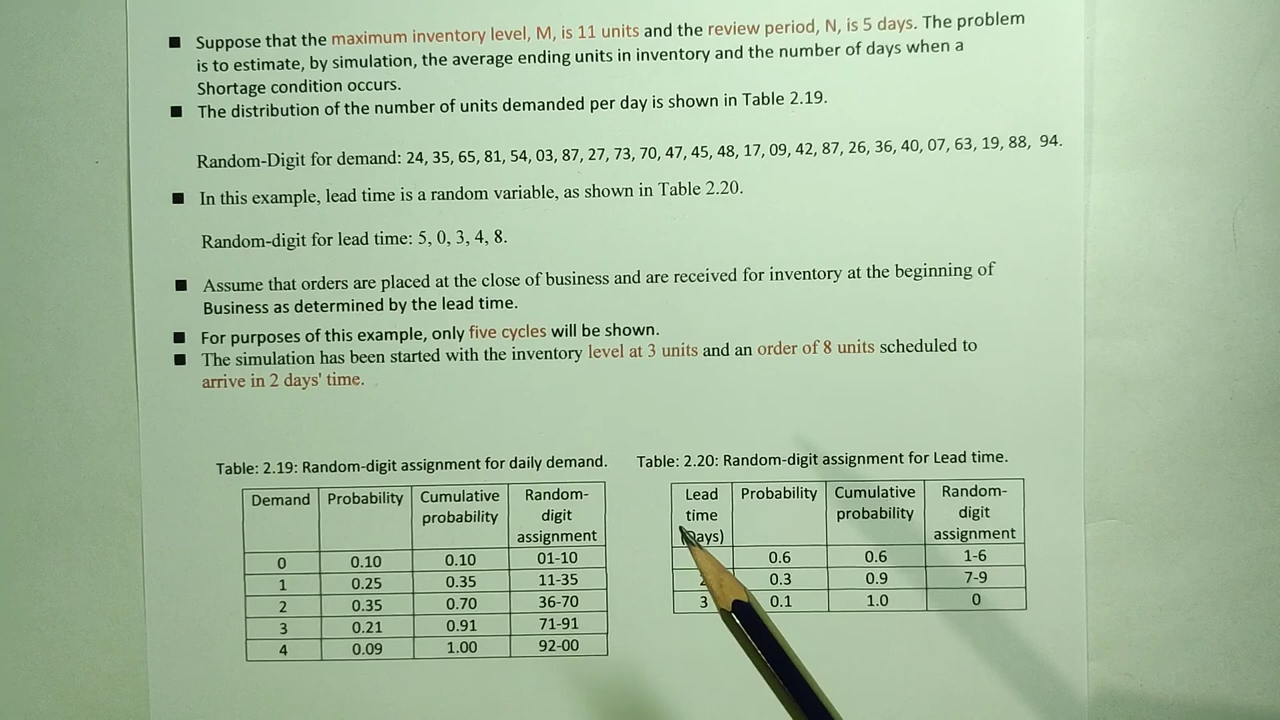 ■ Suppose that the maximum inventory level, M, is 11 units and the review period, N, is 5 days. The problem
is to estimate, by simulation, the average ending units in inventory and the number of days when a
Shortage condition occurs.
■ The distribution of the number of units demanded per day is shown in Table 2.19.
Random-Digit for demand: 24, 35, 65, 81, 54, 03, 87, 27, 73, 70, 47, 45, 48, 17, 09, 42, 87, 26, 36, 40, 07, 63, 19, 88, 94.
■ In this example, lead time is a random variable, as shown in Table 2.20.
Random-digit for lead time: 5, 0, 3, 4, 8.
■ Assume that orders are placed at the close of business and are received for inventory at the beginning of
Business as determined by the lead time.
■ For purposes of this example, only five cycles will be shown.
■ The simulation has been started with the inventory level at 3 units and an order of 8 units scheduled to
arrive in 2 days' time.
Table: 2.19: Random-digit assignment for daily demand.
Demand Probability Cumulative probability Random-digit assignment
0 0.10 0.10 01-10
1 0.25 0.35 11-35
2 0.35 0.70 36-70
3 0.21 0.91 71-91
4 0.09 1.00 92-00
Table: 2.20: Random-digit assignment for Lead time.
Lead time Probability Cumulative probability Random-digit assignment
0.6 0.6 1-6
0.3 0.9 7-9
3 0.1 1.0 0